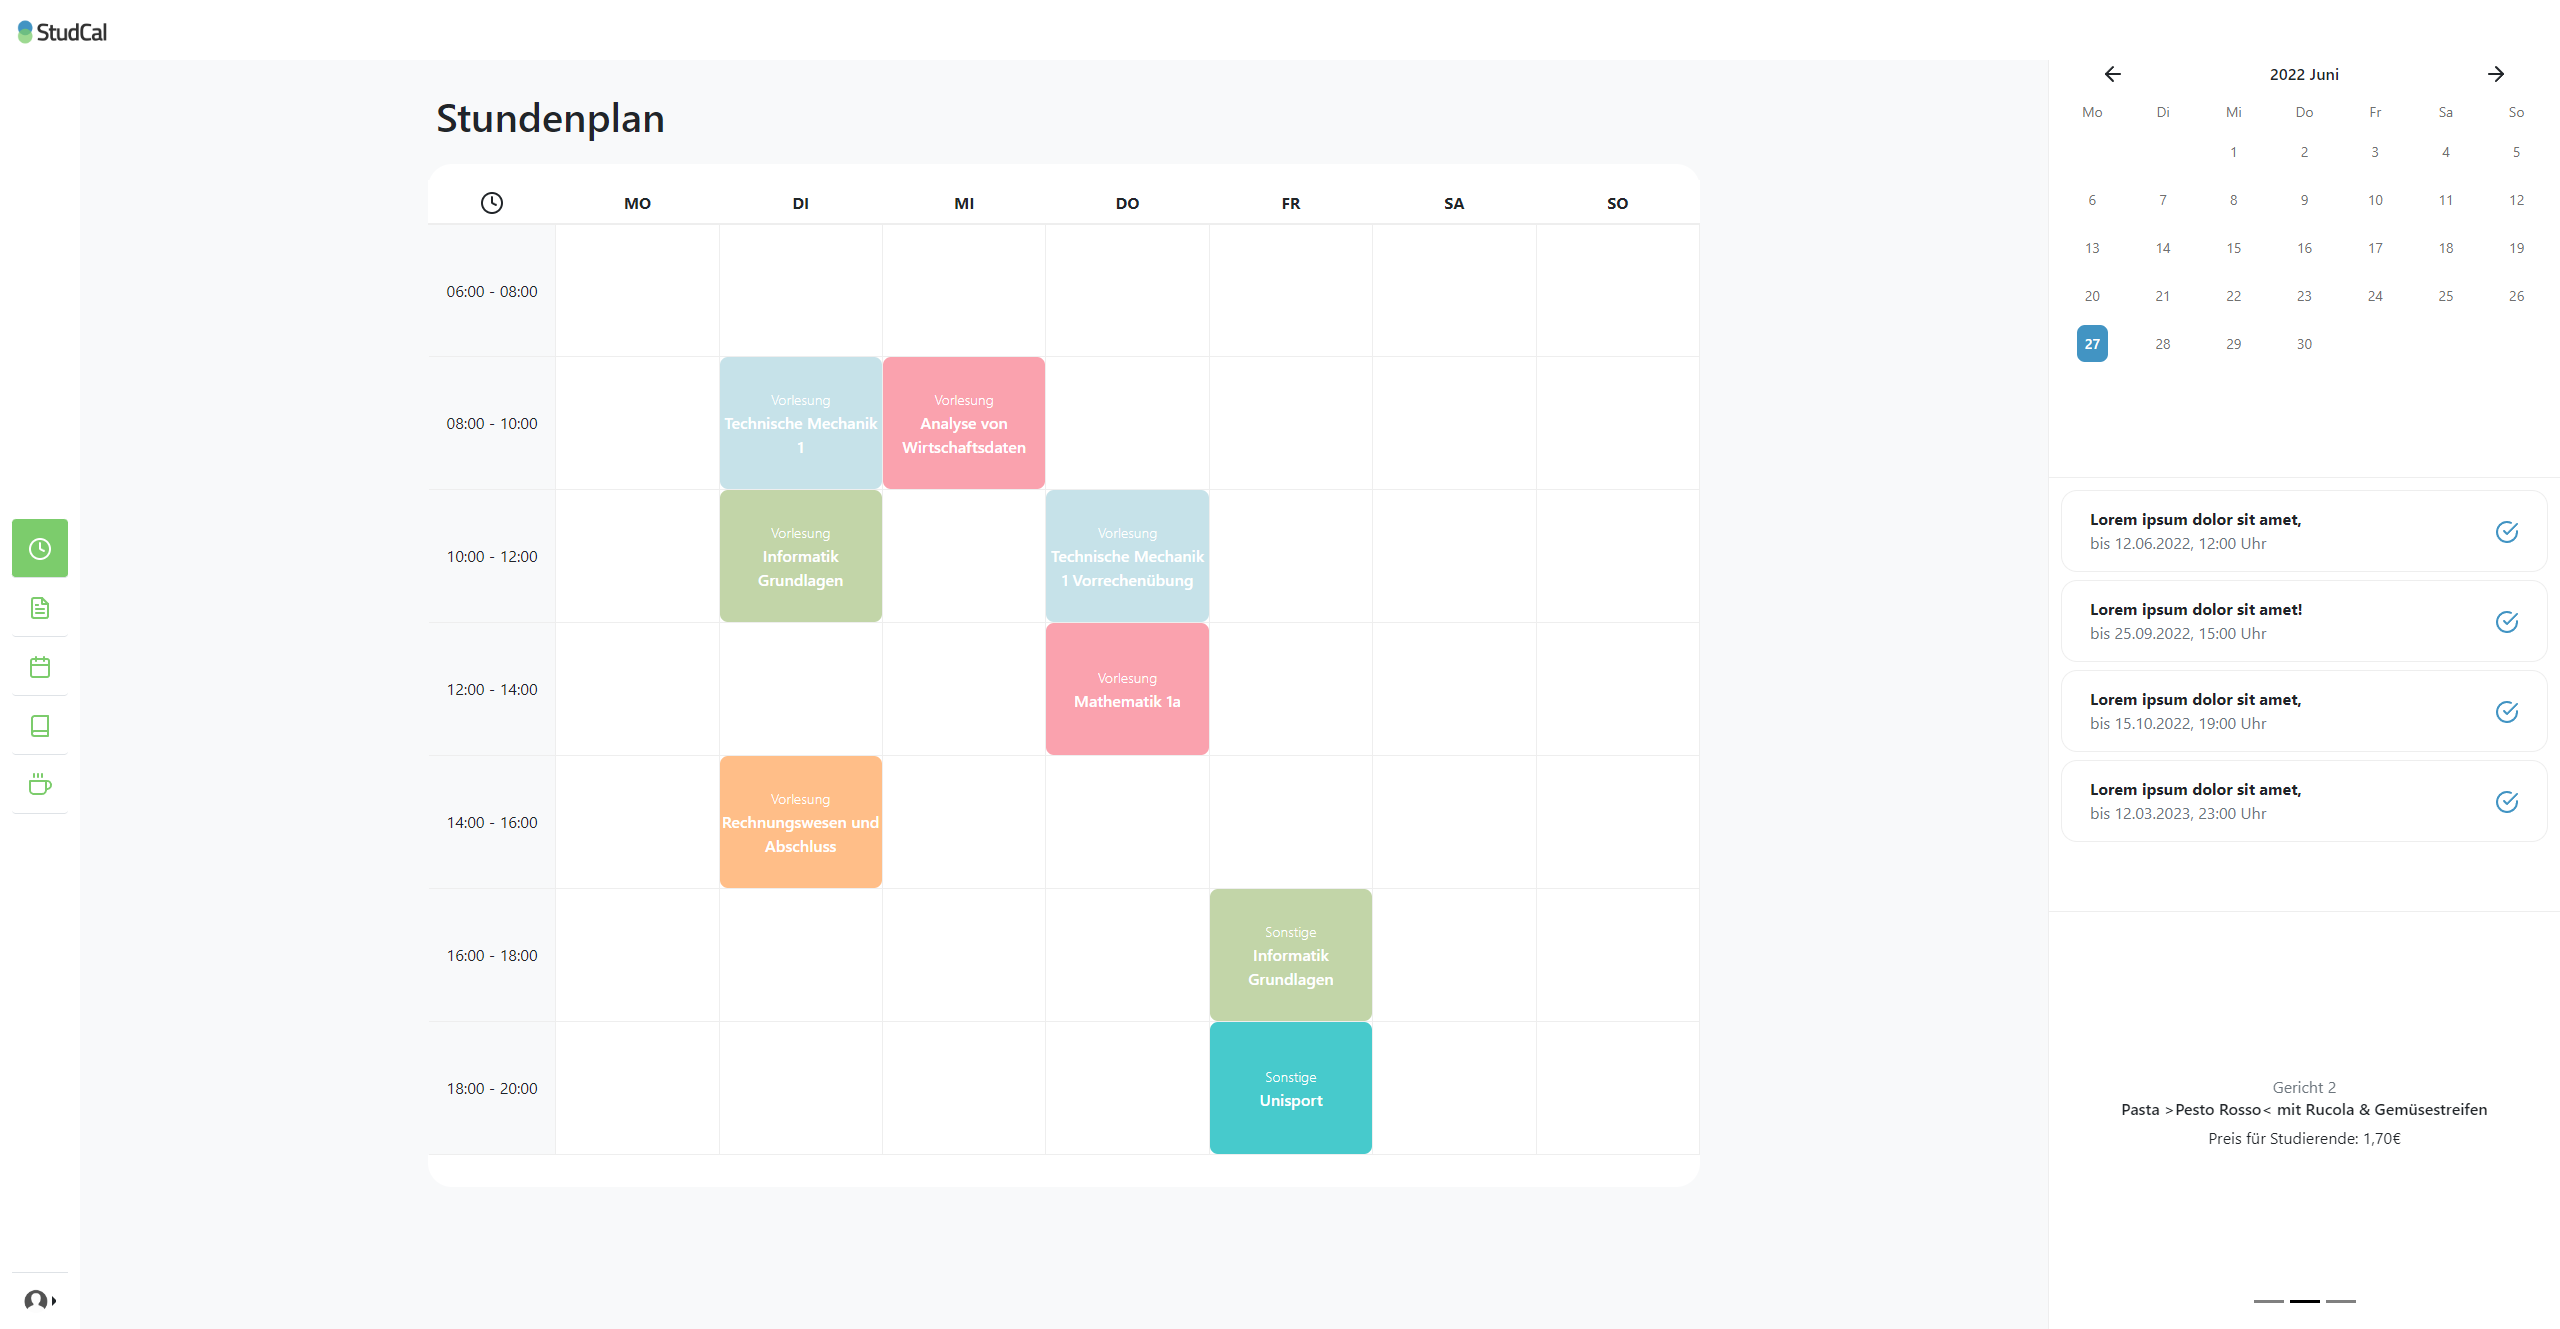 StudCal
Stundenplan
MO DI MI DO FR SA SO
06:00 - 08:00
08:00 - 10:00
Vorlesung
Technische Mechanik
1
Vorlesung
Analyse von
Wirtschaftsdaten
10:00 - 12:00
Vorlesung
Informatik
Grundlagen
Vorlesung
Technische Mechanik
1 Vorrechenübung
12:00 - 14:00
Vorlesung
Mathematik 1a
14:00 - 16:00
Vorlesung
Rechnungswesen und
Abschluss
16:00 - 18:00
Sonstige
Informatik
Grundlagen
18:00 - 20:00
Sonstige
Unisport
2022 Juni
Mo Di Mi Do Fr Sa So
1 2 3 4 5
6 7 8 9 10 11 12
13 14 15 16 17 18 19
20 21 22 23 24 25 26
27 28 29 30
Lorem ipsum dolor sit amet,
bis 12.06.2022, 12:00 Uhr
Lorem ipsum dolor sit amet!
bis 25.09.2022, 15:00 Uhr
Lorem ipsum dolor sit amet,
bis 15.10.2022, 19:00 Uhr
Lorem ipsum dolor sit amet,
bis 12.03.2023, 23:00 Uhr
Gericht 2
Pasta >Pesto Rosso< mit Rucola & Gemüsestreifen
Preis für Studierende: 1,70€